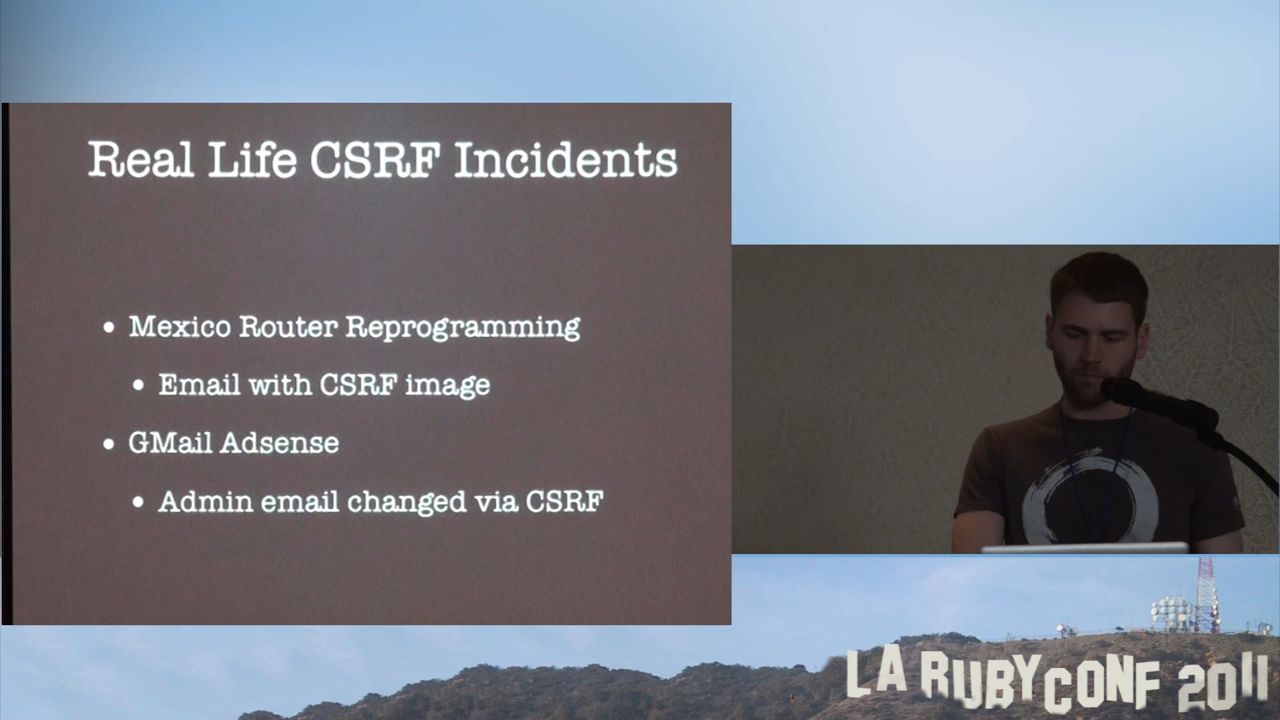 Real Life CSRF Incidents
• Mexico Router Reprogramming
• Email with CSRF image
• GMail Adsense
• Admin email changed via CSRF
LA RUBYCONF 2011